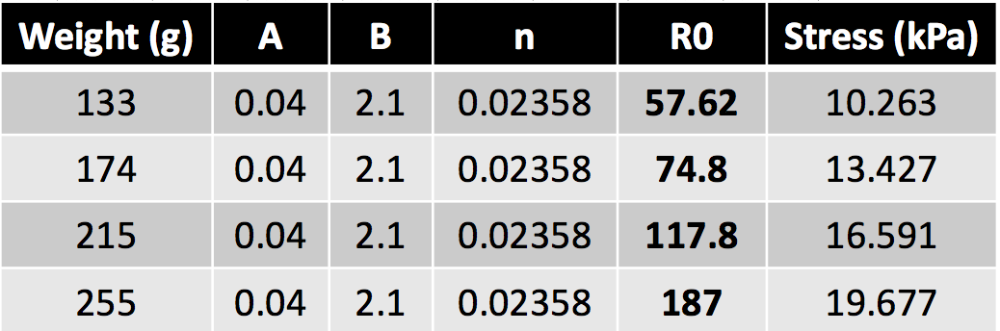 Weight (g) A B n R0 Stress (kPa)
133 0.04 2.1 0.02358 57.62 10.263
174 0.04 2.1 0.02358 74.8 13.427
215 0.04 2.1 0.02358 117.8 16.591
255 0.04 2.1 0.02358 187 19.677